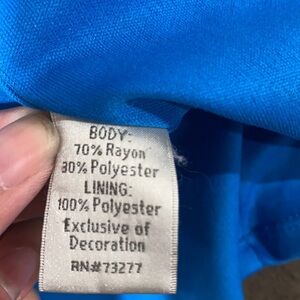 BODY:
70% Rayon
30% Polyester
LINING:
100% Polyester
Exclusive of
Decoration
RN#73277